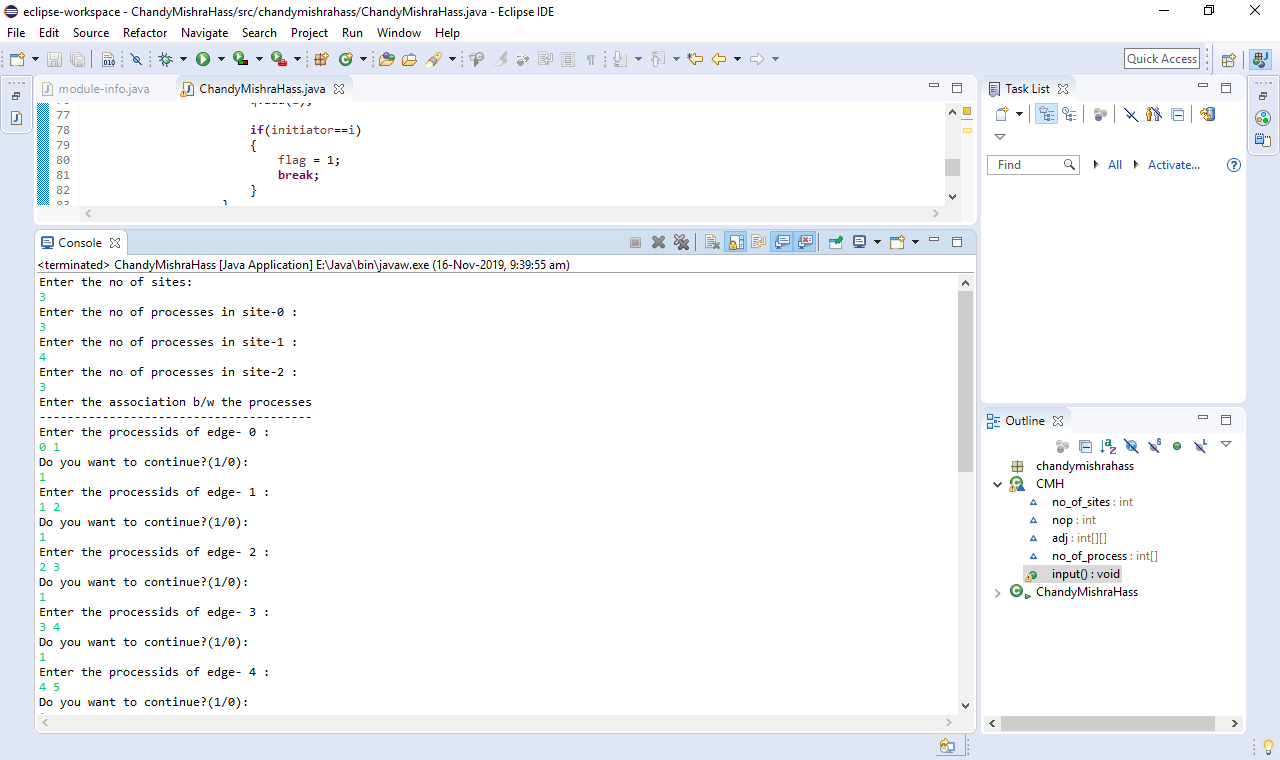 eclipse-workspace - ChandyMishraHass/src/chandymishrahass/ChandyMishraHass.java - Eclipse IDE
File Edit Source Refactor Navigate Search Project Run Window Help
Quick Access
module-info.java
ChandyMishraHass.java
77
78 if(initiator==i)
79 {
80 flag = 1;
81 break;
82 }
Console
<terminated> ChandyMishraHass [Java Application] E:\Java\bin\javaw.exe (16-Nov-2019, 9:39:55 am)
Enter the no of sites:
3
Enter the no of processes in site-0 :
3
Enter the no of processes in site-1 :
4
Enter the no of processes in site-2 :
3
Enter the association b/w the processes
---------------------------------------
Enter the processids of edge- 0 :
0 1
Do you want to continue?(1/0):
1
Enter the processids of edge- 1 :
1 2
Do you want to continue?(1/0):
1
Enter the processids of edge- 2 :
2 3
Do you want to continue?(1/0):
1
Enter the processids of edge- 3 :
3 4
Do you want to continue?(1/0):
1
Enter the processids of edge- 4 :
4 5
Do you want to continue?(1/0):
Task List
Find All Activate...
Outline
chandymishrahass
CMH
no_of_sites : int
nop : int
adj : int[][]
no_of_process : int[]
input() : void
ChandyMishraHass